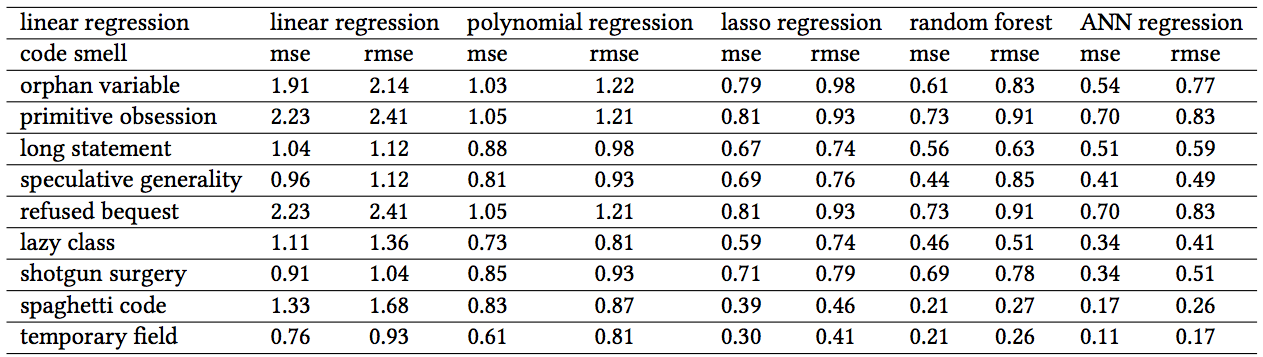 linear regression linear regression polynomial regression lasso regression random forest ANN regression
code smell mse rmse mse rmse mse rmse mse rmse mse rmse
orphan variable 1.91 2.14 1.03 1.22 0.79 0.98 0.61 0.83 0.54 0.77
primitive obsession 2.23 2.41 1.05 1.21 0.81 0.93 0.73 0.91 0.70 0.83
long statement 1.04 1.12 0.88 0.98 0.67 0.74 0.56 0.63 0.51 0.59
speculative generality 0.96 1.12 0.81 0.93 0.69 0.76 0.44 0.85 0.41 0.49
refused bequest 2.23 2.41 1.05 1.21 0.81 0.93 0.73 0.91 0.70 0.83
lazy class 1.11 1.36 0.73 0.81 0.59 0.74 0.46 0.51 0.34 0.41
shotgun surgery 0.91 1.04 0.85 0.93 0.71 0.79 0.69 0.78 0.34 0.51
spaghetti code 1.33 1.68 0.83 0.87 0.39 0.46 0.21 0.27 0.17 0.26
temporary field 0.76 0.93 0.61 0.81 0.30 0.41 0.21 0.26 0.11 0.17